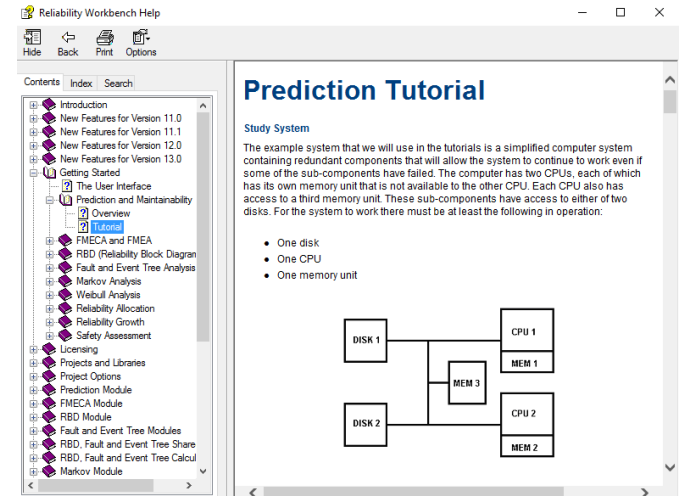 Reliability Workbench Help
Hide Back Print Options
Contents Index Search
Introduction
New Features for Version 11.0
New Features for Version 11.1
New Features for Version 12.0
New Features for Version 13.0
Getting Started
The User Interface
Prediction and Maintainability
Overview
Tutorial
FMECA and FMEA
RBD (Reliability Block Diagran
Fault and Event Tree Analysis
Markov Analysis
Weibull Analysis
Reliability Allocation
Reliability Growth
Safety Assessment
Licensing
Projects and Libraries
Project Options
Prediction Module
FMECA Module
RBD Module
Fault and Event Tree Modules
RBD, Fault and Event Tree Share
RBD, Fault and Event Tree Calcul
Markov Module
Prediction Tutorial
Study System
The example system that we will use in the tutorials is a simplified computer system
containing redundant components that will allow the system to continue to work even if
some of the sub-components have failed. The computer has two CPUs, each of which
has its own memory unit that is not available to the other CPU. Each CPU also has
access to a third memory unit. These sub-components have access to either of two
disks. For the system to work there must be at least the following in operation:
• One disk
• One CPU
• One memory unit
DISK 1
CPU 1
MEM 1
MEM 3
DISK 2
CPU 2
MEM 2